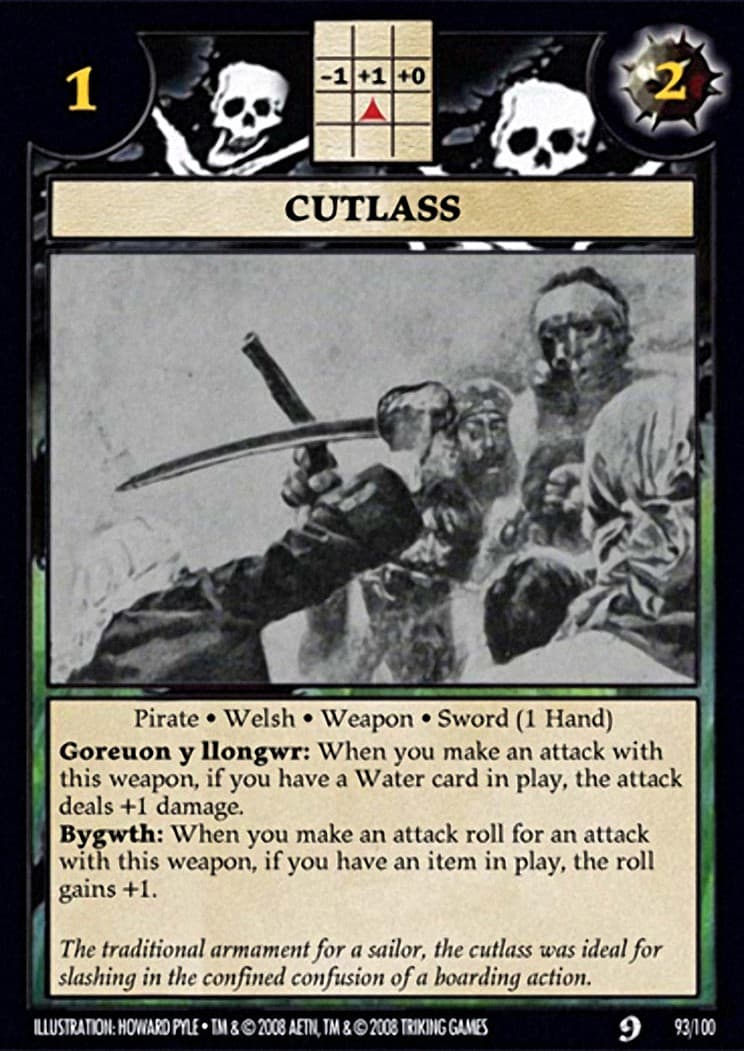 1
-1 +1 +0
2
CUTLASS
Pirate • Welsh • Weapon • Sword (1 Hand)
Goreuon y llongwr: When you make an attack with
this weapon, if you have a Water card in play, the attack
deals +1 damage.
Bygwth: When you make an attack roll for an attack
with this weapon, if you have an item in play, the roll
gains +1.
The traditional armament for a sailor, the cutlass was ideal for
slashing in the confined confusion of a boarding action.
ILLUSTRATION: HOWARD PYLE • TM & © 2008 AETN, TM & © 2008 TRIKING GAMES
9 93/100